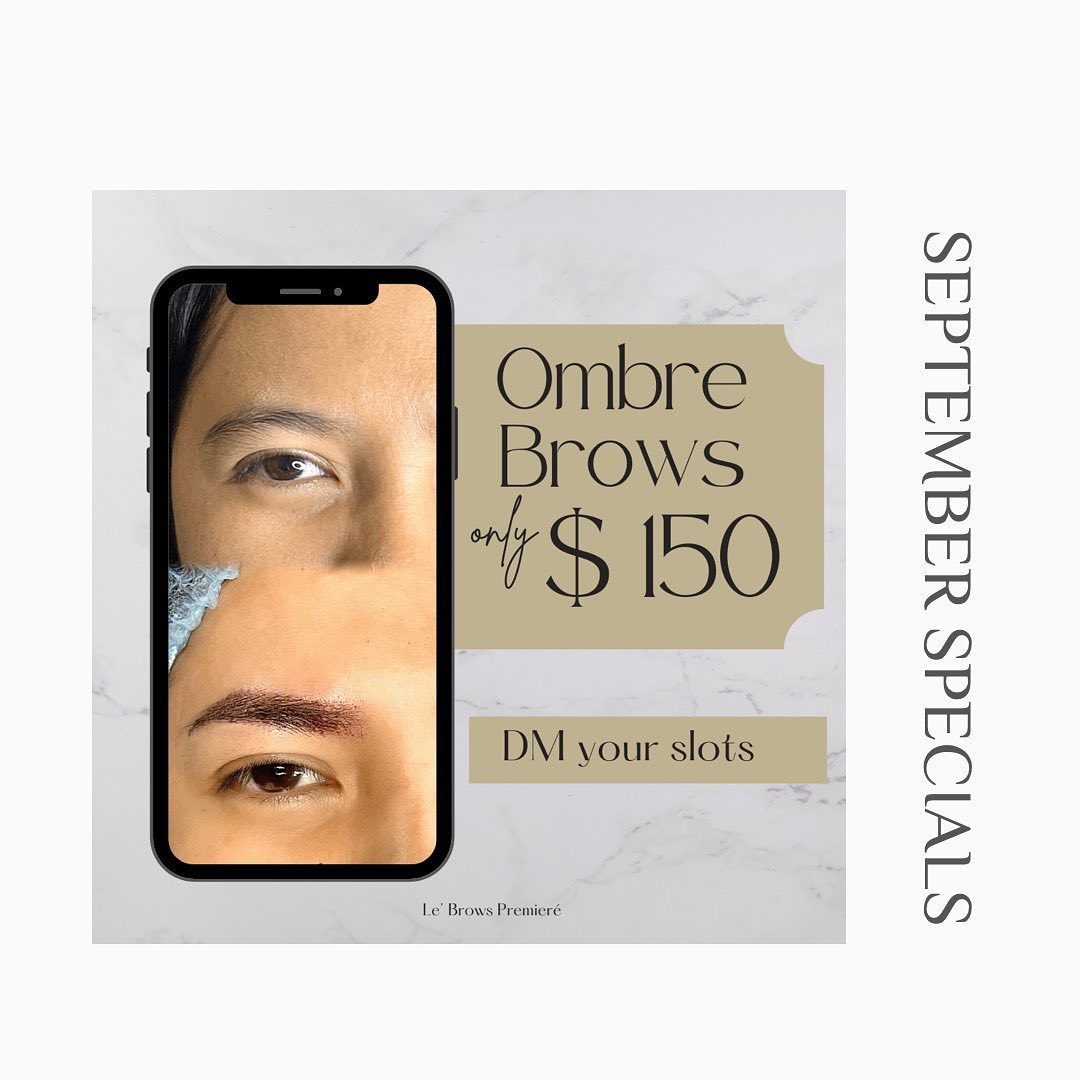 Ombre
Brows
only $ 150
DM your slots
Le' Brows Premieré
SEPTEMBER SPECIALS